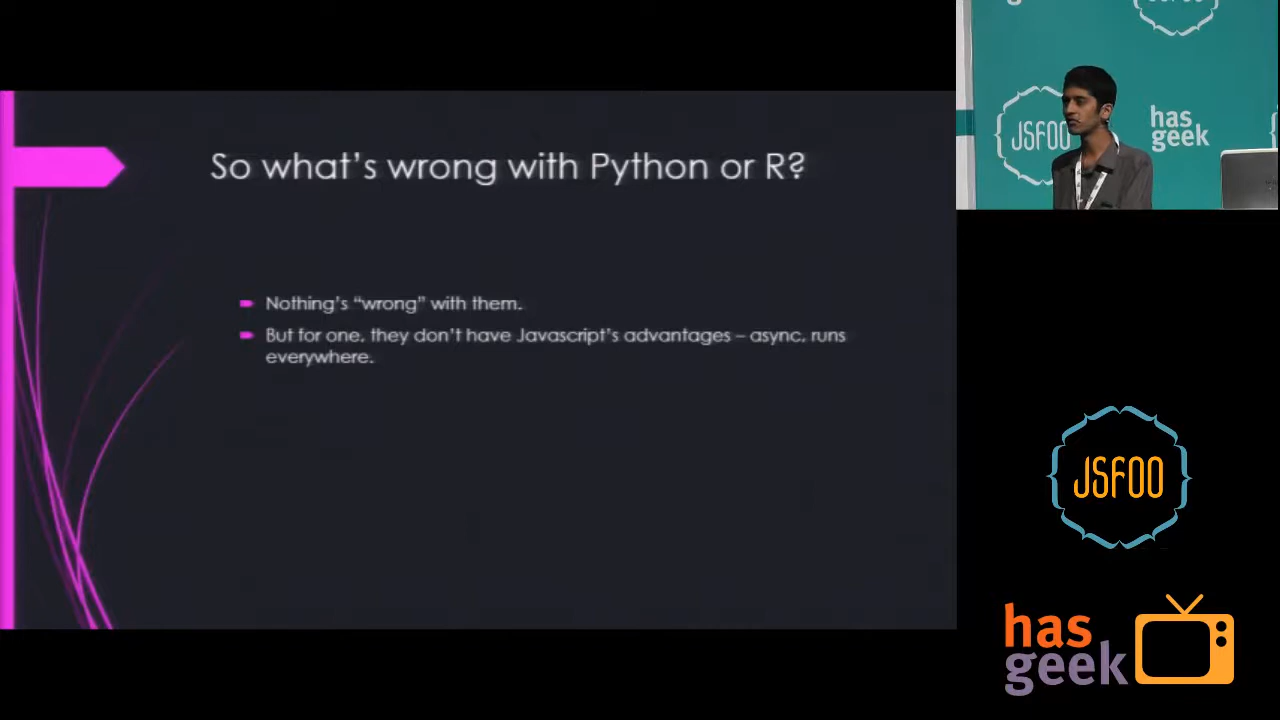 So what's wrong with Python or R?
Nothing's “wrong” with them.
But for one, they don't have Javascript's advantages – async, runs
everywhere.
JSFOO
has
geek
JSFOO
has
geek